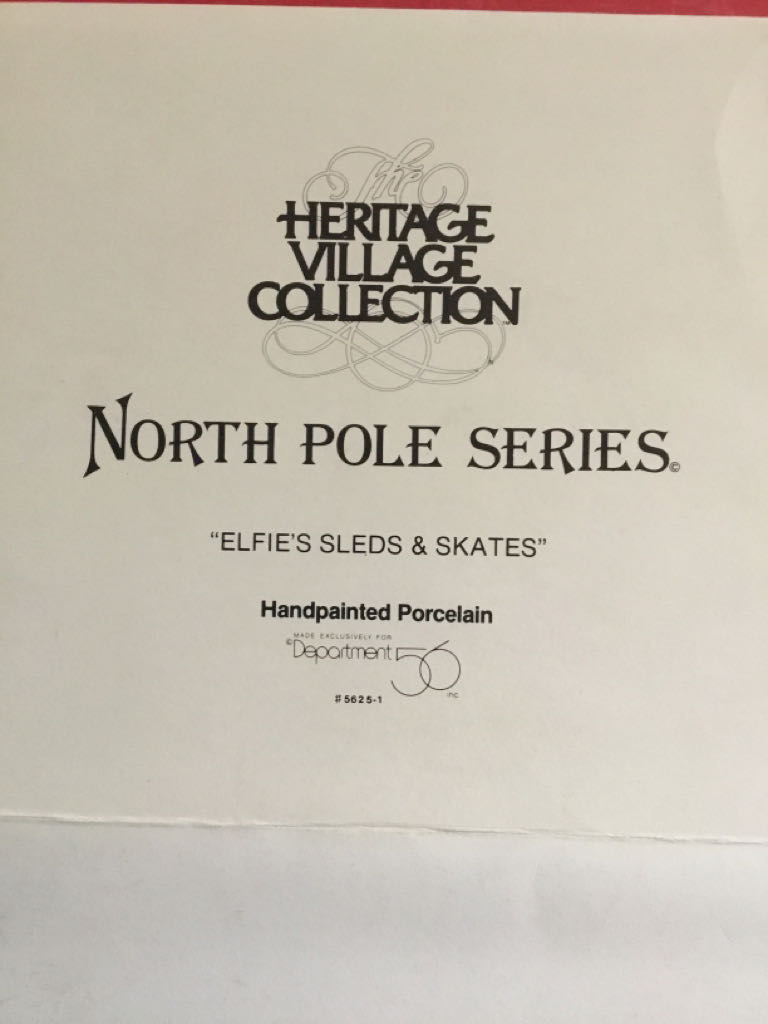 The
HERITAGE
VILLAGE
COLLECTION™
NORTH POLE SERIES©
“ELFIE’S SLEDS & SKATES”
Handpainted Porcelain
MADE EXCLUSIVELY FOR
©Department 56 inc
#5625-1